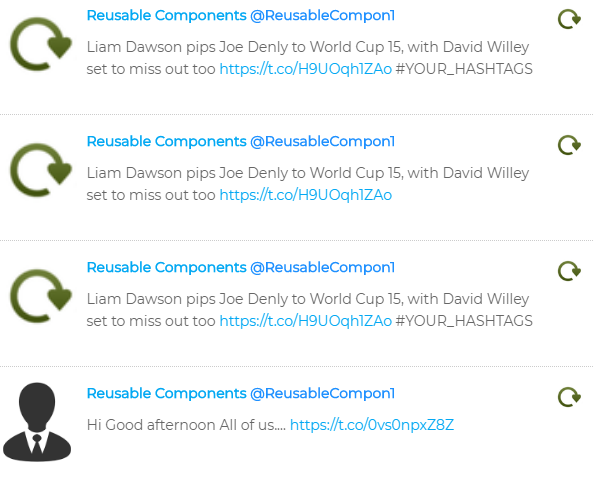 Reusable Components @ReusableCompon1
Liam Dawson pips Joe Denly to World Cup 15, with David Willey
set to miss out too https://t.co/H9UOqh1ZAo #YOUR_HASHTAGS
Reusable Components @ReusableCompon1
Liam Dawson pips Joe Denly to World Cup 15, with David Willey
set to miss out too https://t.co/H9UOqh1ZAo
Reusable Components @ReusableCompon1
Liam Dawson pips Joe Denly to World Cup 15, with David Willey
set to miss out too https://t.co/H9UOqh1ZAo #YOUR_HASHTAGS
Reusable Components @ReusableCompon1
Hi Good afternoon All of us.... https://t.co/0vs0npxZ8Z